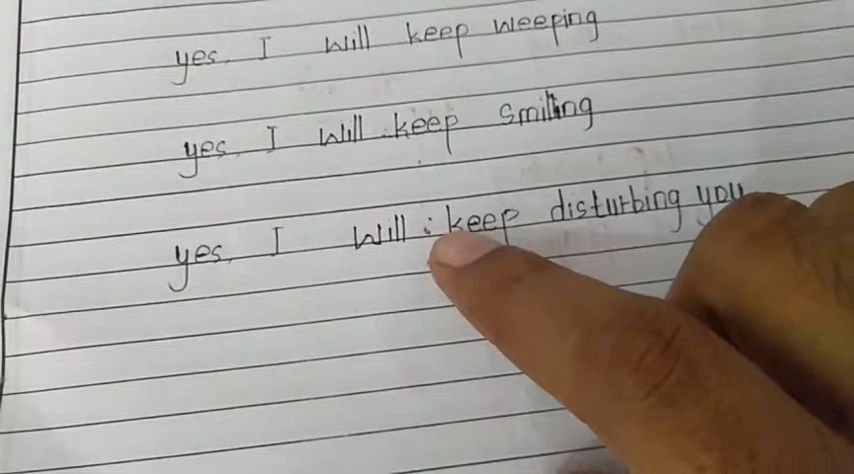 yes, I will keep weeping
yes, I will keep smiling
yes, I will keep disturbing you